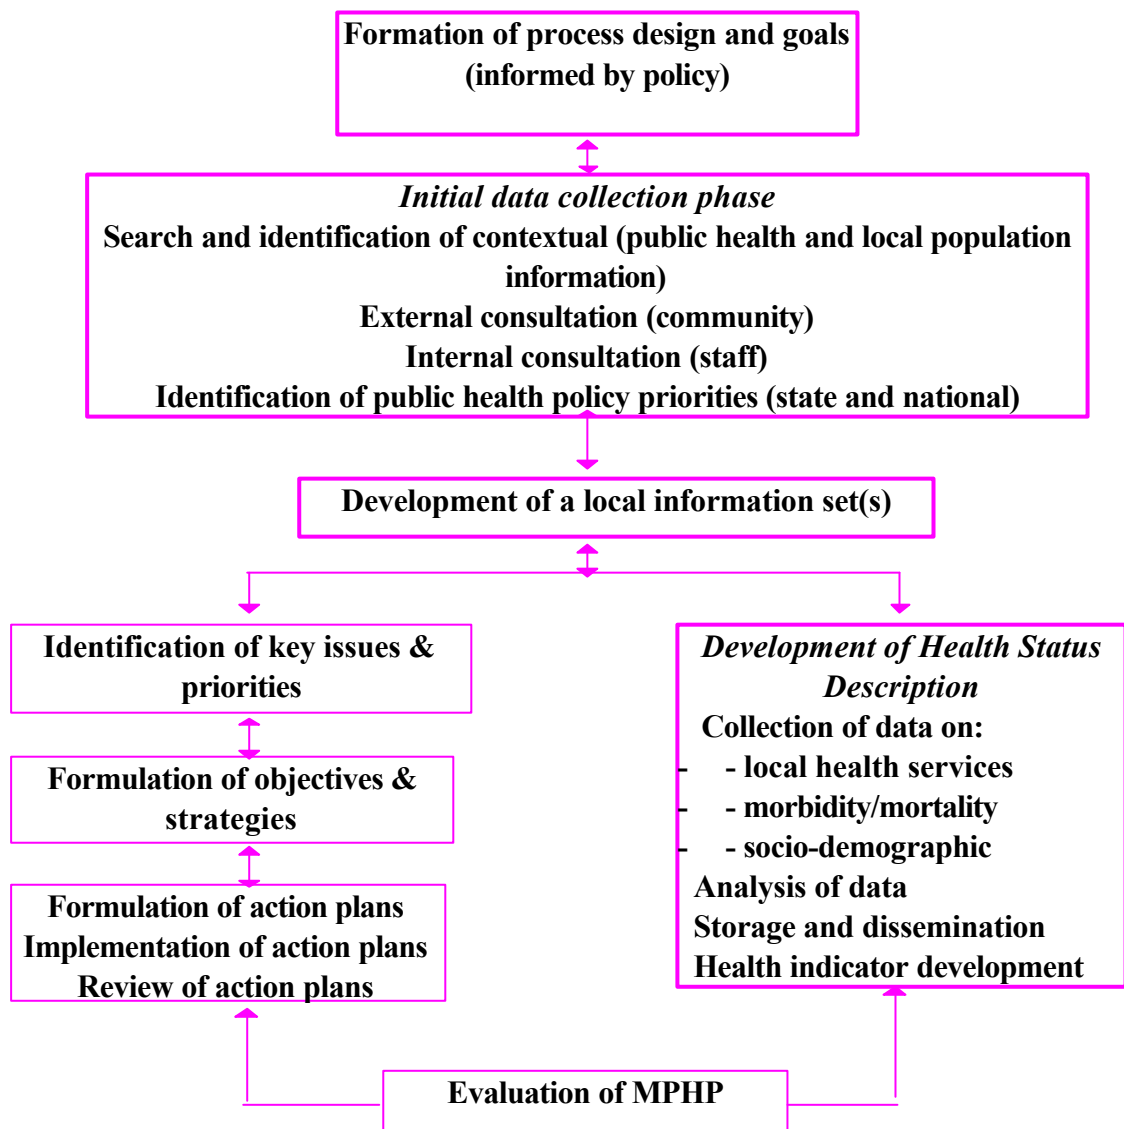 Formation of process design and goals
(informed by policy)
Initial data collection phase
Search and identification of contextual (public health and local population
information)
External consultation (community)
Internal consultation (staff)
Identification of public health policy priorities (state and national)
Development of a local information set(s)
Identification of key issues &
priorities
Formulation of objectives &
strategies
Formulation of action plans
Implementation of action plans
Review of action plans
Development of Health Status
Description
Collection of data on:
- - local health services
- - morbidity/mortality
- - socio-demographic
Analysis of data
Storage and dissemination
Health indicator development
Evaluation of MPHP